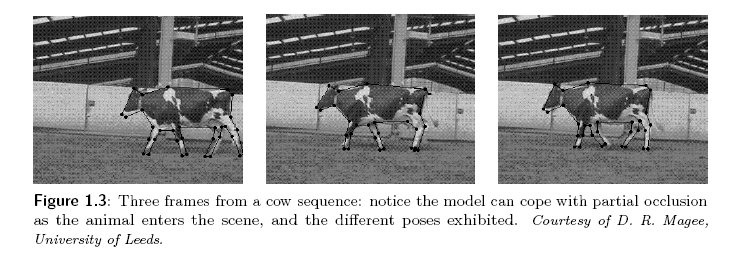 Figure 1.3: Three frames from a cow sequence: notice the model can cope with partial occlusion
as the animal enters the scene, and the different poses exhibited. Courtesy of D. R. Magee,
University of Leeds.